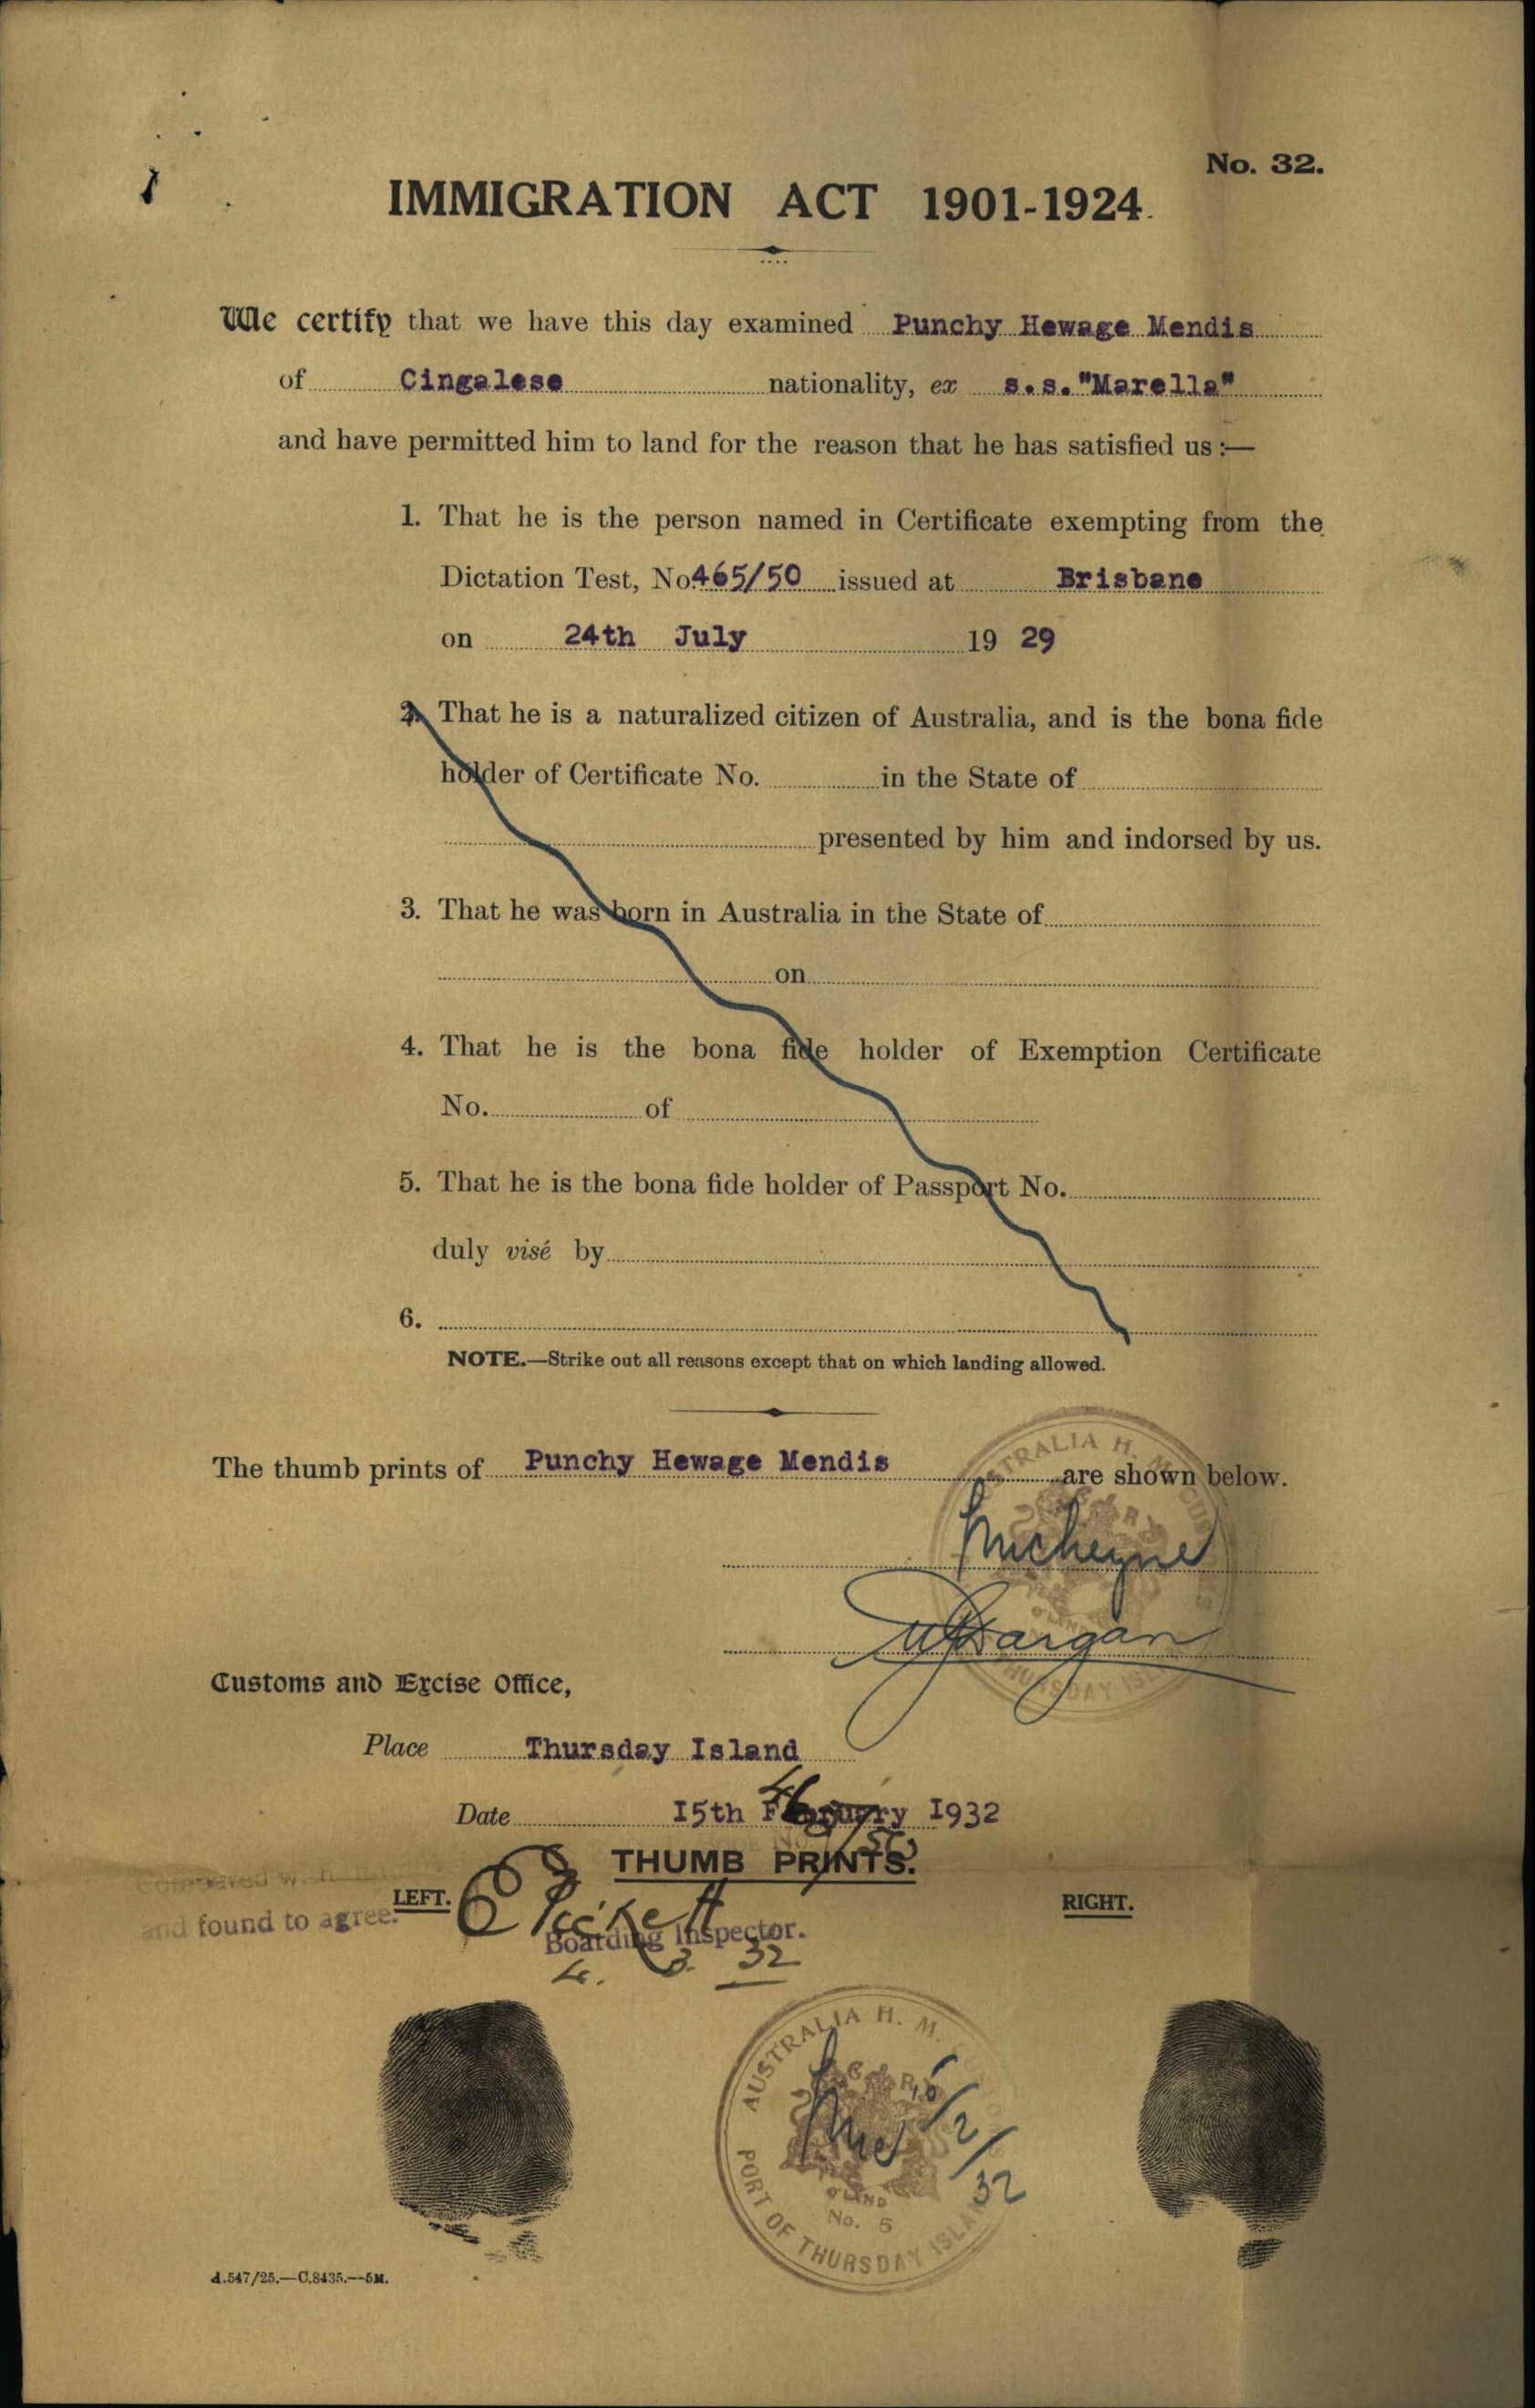 No. 32.
IMMIGRATION ACT 1901-1924.
We certify that we have this day examined Punchy Hewage Mendis
of Cingalese nationality, ex s.s."Marella"
and have permitted him to land for the reason that he has satisfied us :—
1. That he is the person named in Certificate exempting from the
Dictation Test, No. 465/50 issued at Brisbane
on 24th July 19 29
2. That he is a naturalized citizen of Australia, and is the bona fide
holder of Certificate No. in the State of
presented by him and indorsed by us.
3. That he was born in Australia in the State of
on
4. That he is the bona fide holder of Exemption Certificate
No. of
5. That he is the bona fide holder of Passport No.
duly visé by
6.
NOTE.—Strike out all reasons except that on which landing allowed.
The thumb prints of Punchy Hewage Mendis are shown below.
Customs and Excise Office,
Place Thursday Island
Date 15th February 1932
THUMB PRINTS.
and found to agree.
LEFT.
RIGHT.
Boarding Inspector.
4. 3. 32
AUSTRALIA H. M.
15/2/32
No. 5
PORT OF THURSDAY ISLAND
A.547/25.—C.8435.—5M.